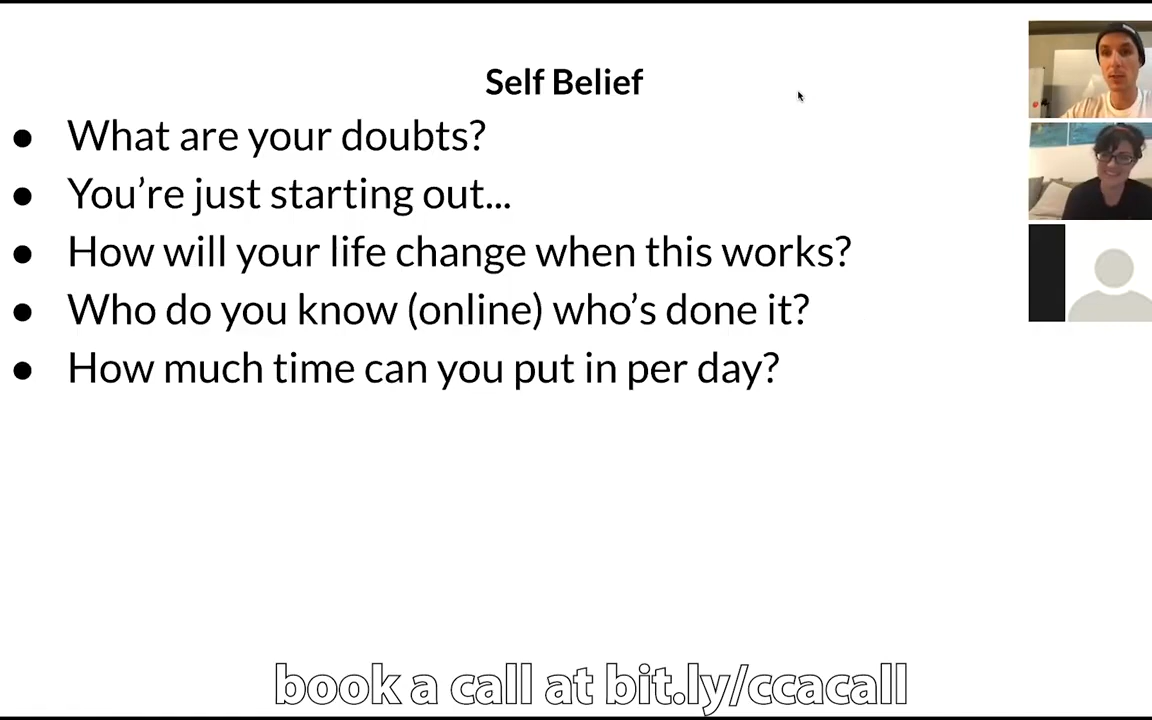 Self Belief
● What are your doubts?
● You’re just starting out...
● How will your life change when this works?
● Who do you know (online) who’s done it?
● How much time can you put in per day?
book a call at bit.ly/ccacall